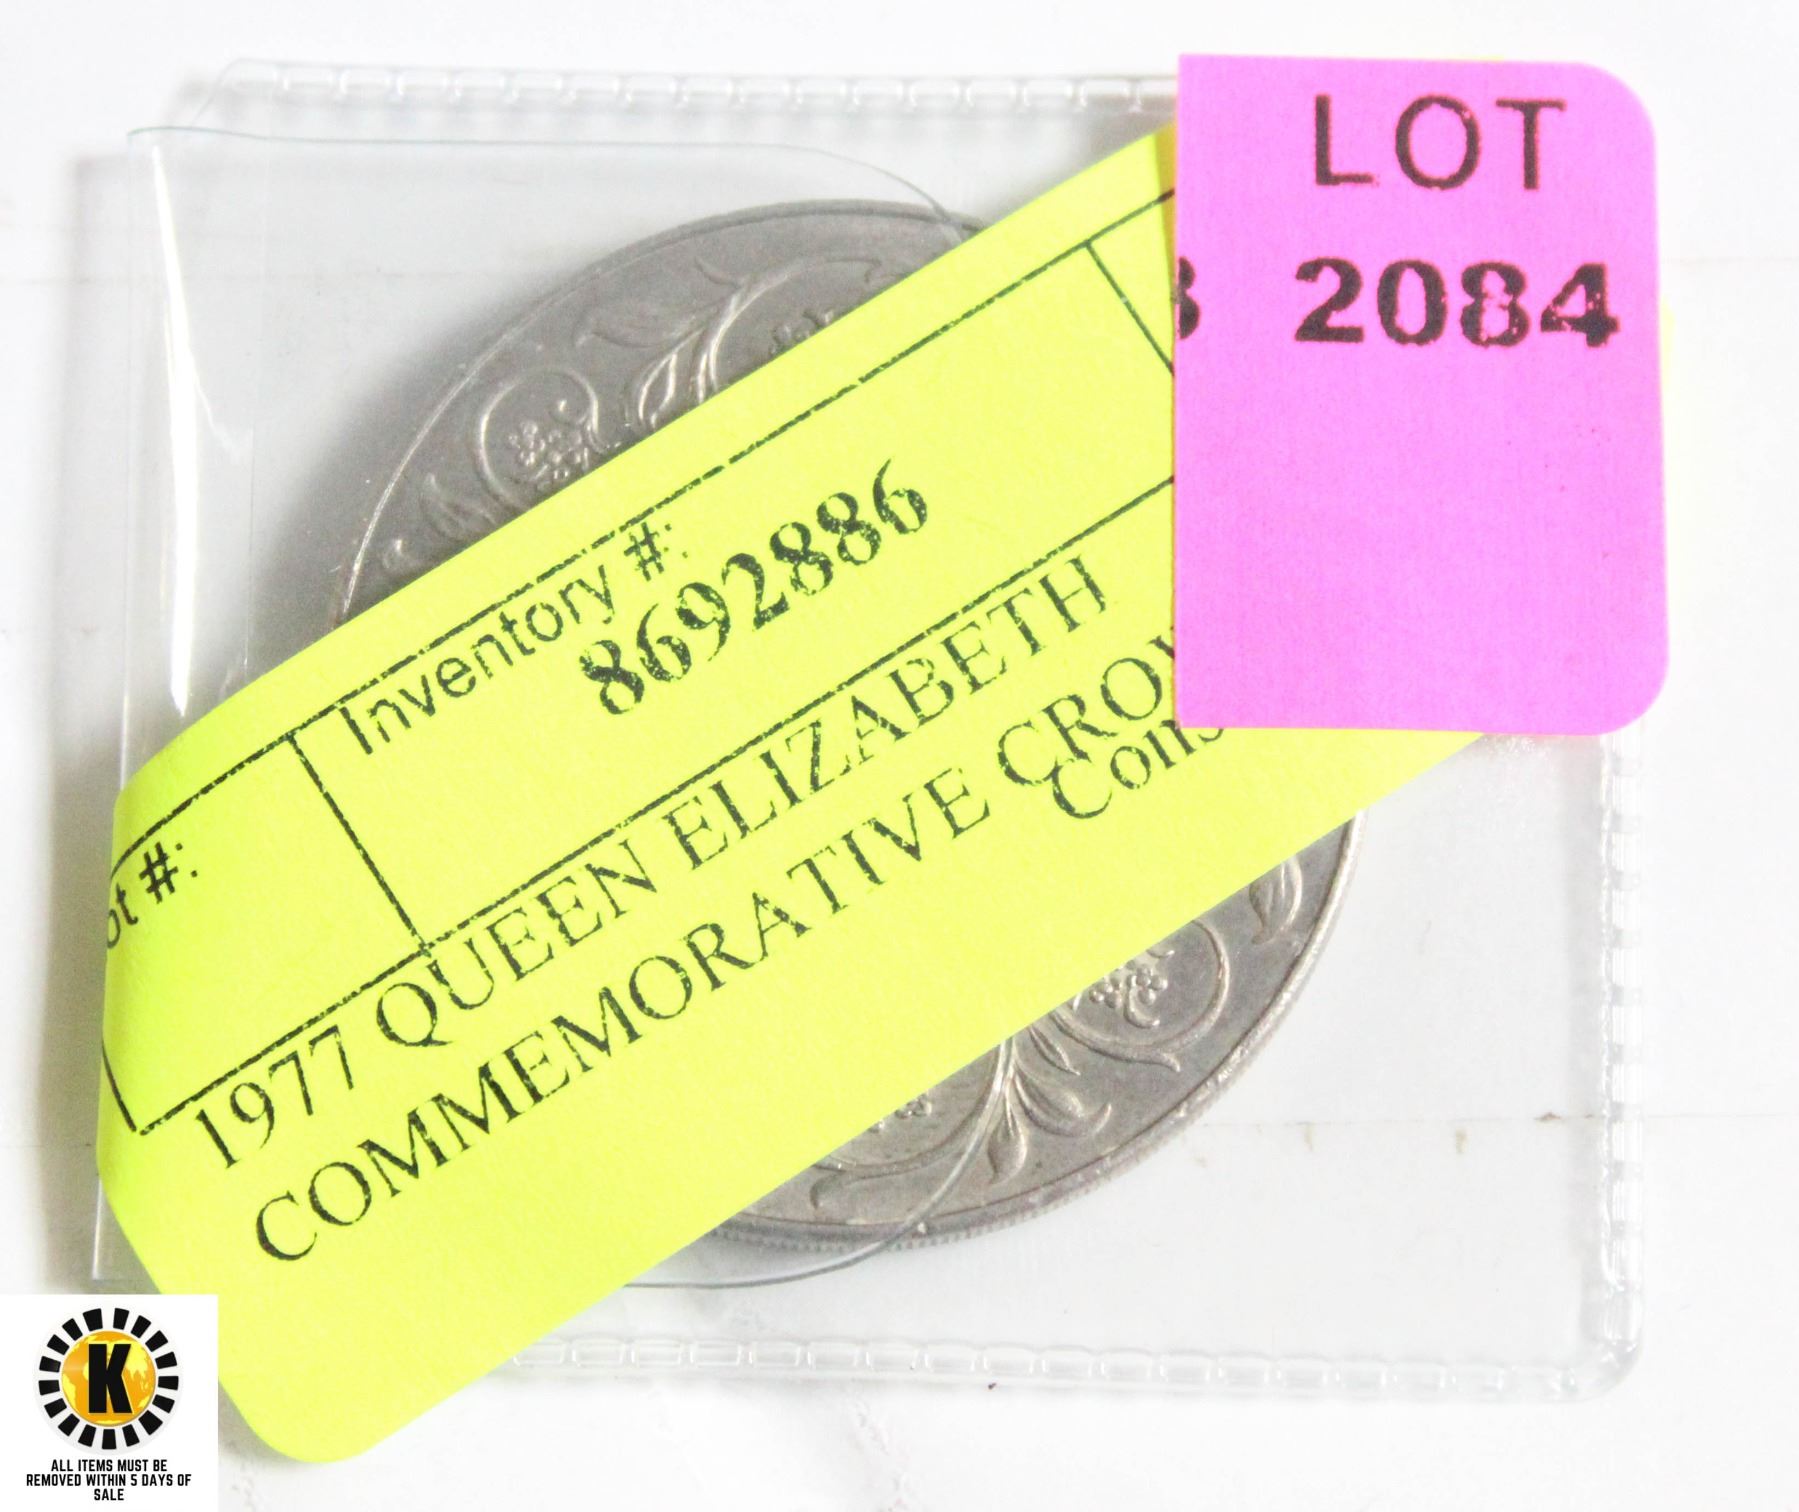 LOT
2084
Inventory #:
8692886
ot #:
1977 QUEEN ELIZABETH
COMMEMORATIVE CRO
Cons
K
ALL ITEMS MUST BE
REMOVED WITHIN 5 DAYS OF
SALE